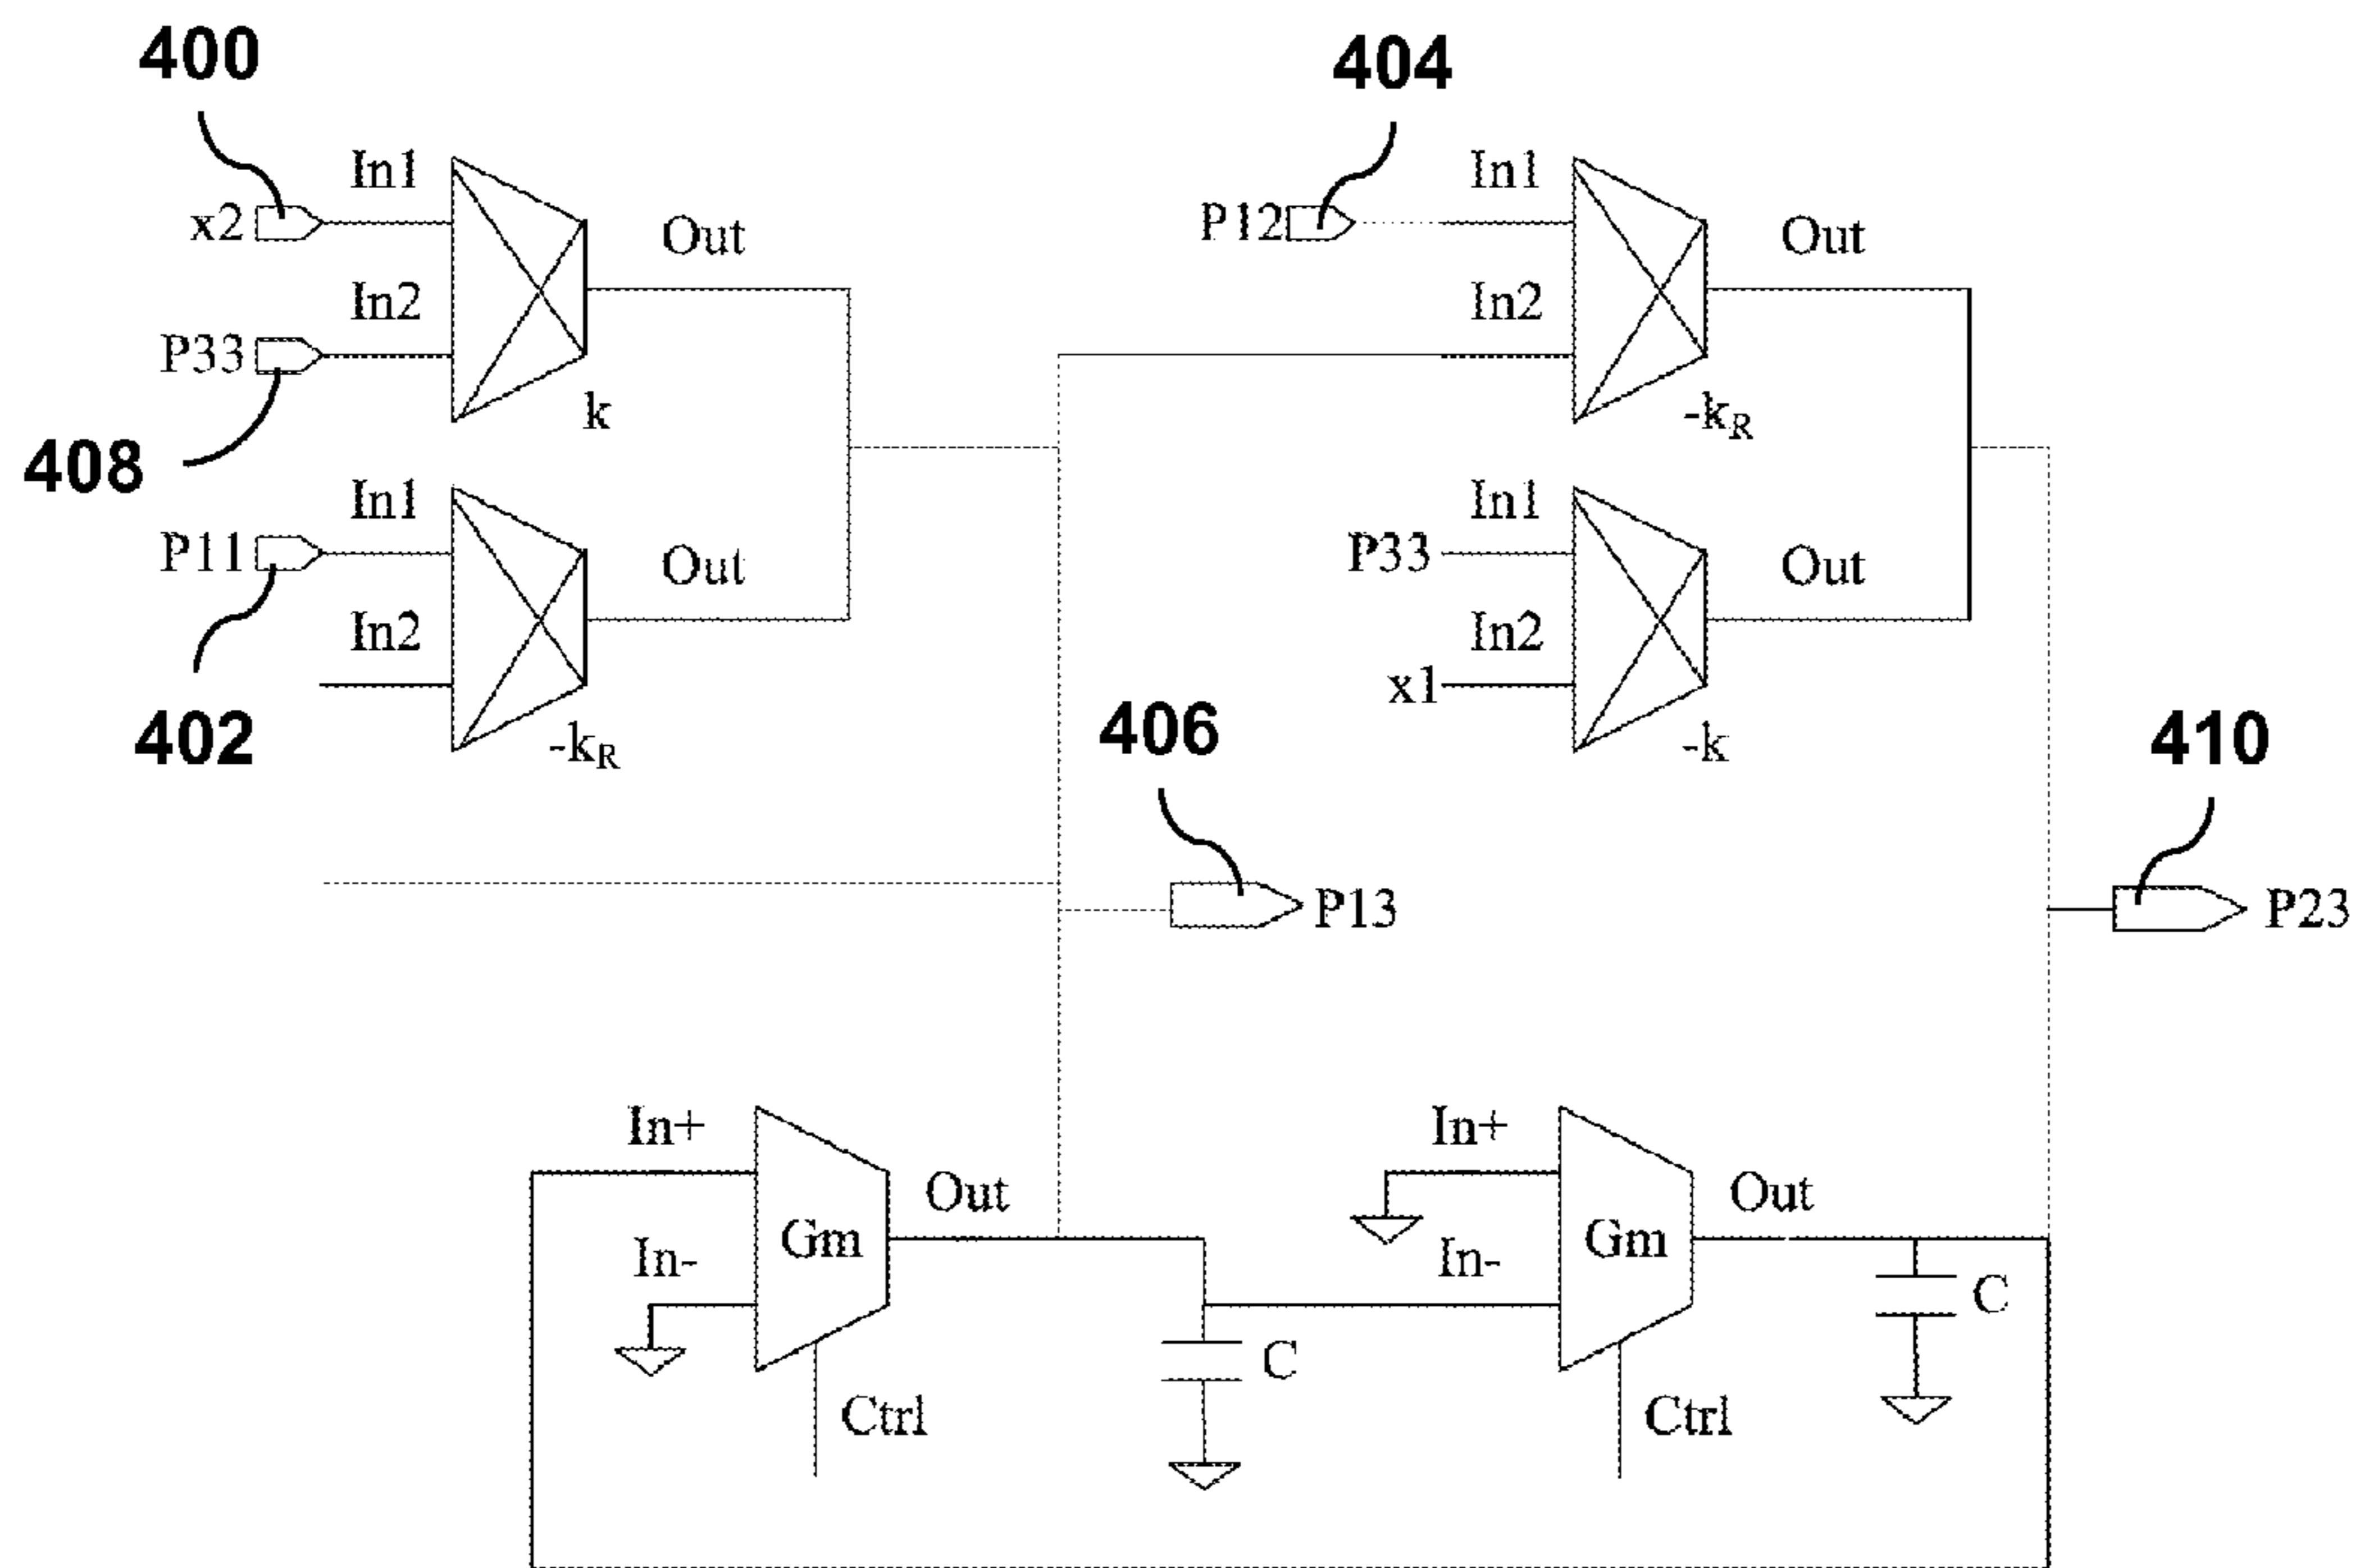 400
404
In1
In1
x2
Out
P12
Out
In2
In2
P33
k
-kR
408
In1
In1
P11
Out
P33
Out
In2
In2
x1
402
-kR
406
-k
410
P13
P23
In+
In+
Out
Out
Gm
Gm
In-
In-
C
C
Ctrl
Ctrl